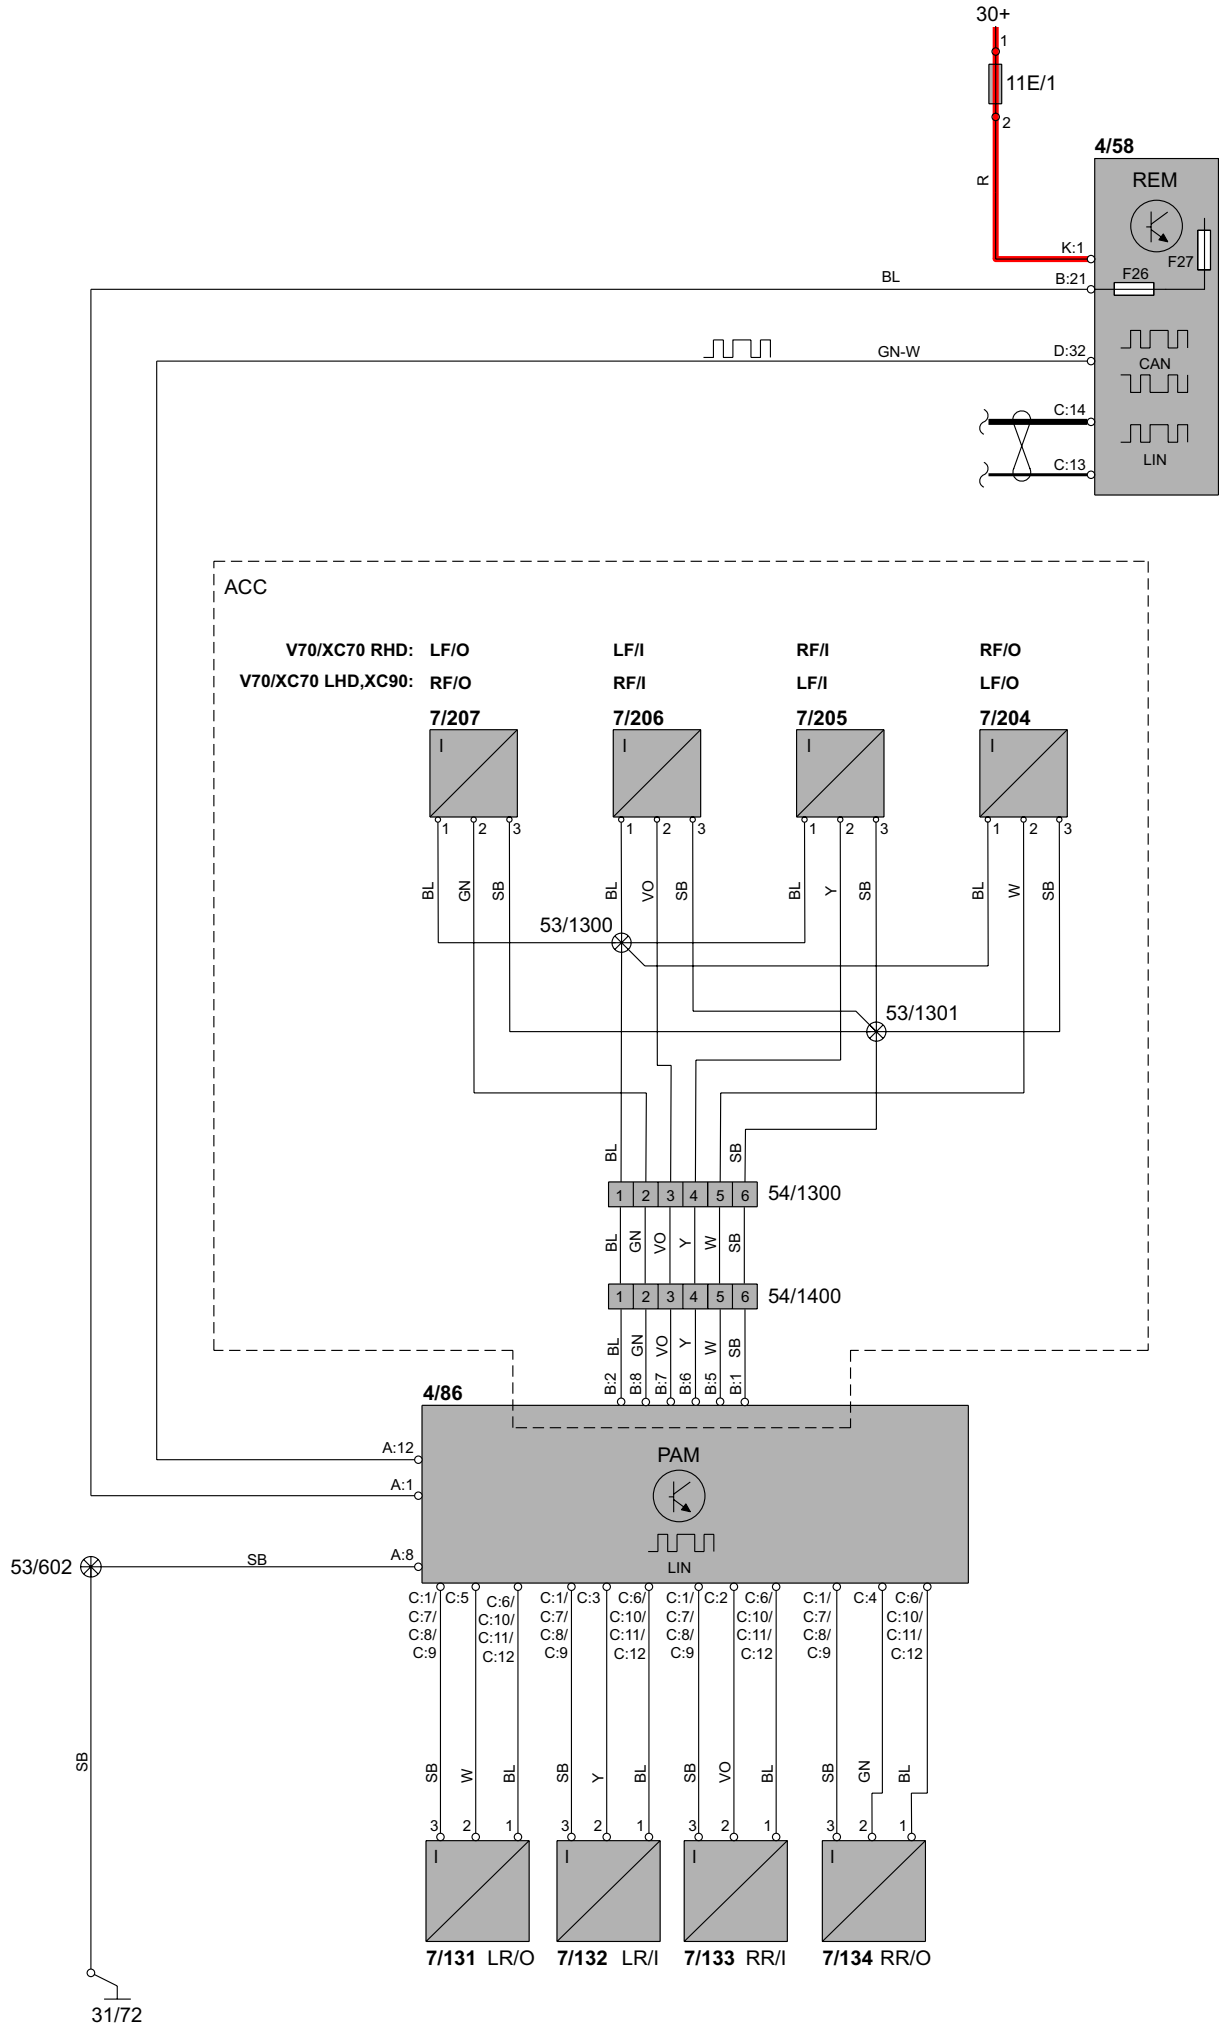 30+
1
11E/1
2
4/58
REM
R
K:1
F27
BL
B:21
F26
GN-W
D:32
CAN
C:14
LIN
C:13
ACC
V70/XC70 RHD: LF/O LF/I RF/I RF/O
V70/XC70 LHD,XC90: RF/O RF/I LF/I LF/O
7/207 7/206 7/205 7/204
I I I I
1 2 3 1 2 3 1 2 3 1 2 3
BL GN SB BL VO SB BL Y SB BL W SB
53/1300
53/1301
BL SB
1 2 3 4 5 6 54/1300
BL GN VO Y W SB
1 2 3 4 5 6 54/1400
BL GN VO Y W SB
B:2 B:8 B:7 B:6 B:5 B:1
4/86
A:12
PAM
A:1
LIN
53/602
SB
A:8
C:1/ C:5 C:6/ C:1/ C:3 C:6/ C:1/ C:2 C:6/ C:1/ C:4 C:6/
C:7/ C:10/ C:7/ C:10/ C:7/ C:10/ C:7/ C:10/
C:8/ C:11/ C:8/ C:11/ C:8/ C:11/ C:8/ C:11/
C:9 C:12 C:9 C:12 C:9 C:12 C:9 C:12
SB
SB W BL SB Y BL SB VO BL SB GN BL
3 2 1 3 2 1 3 2 1 3 2 1
I I I I
7/131 LR/O 7/132 LR/I 7/133 RR/I 7/134 RR/O
31/72